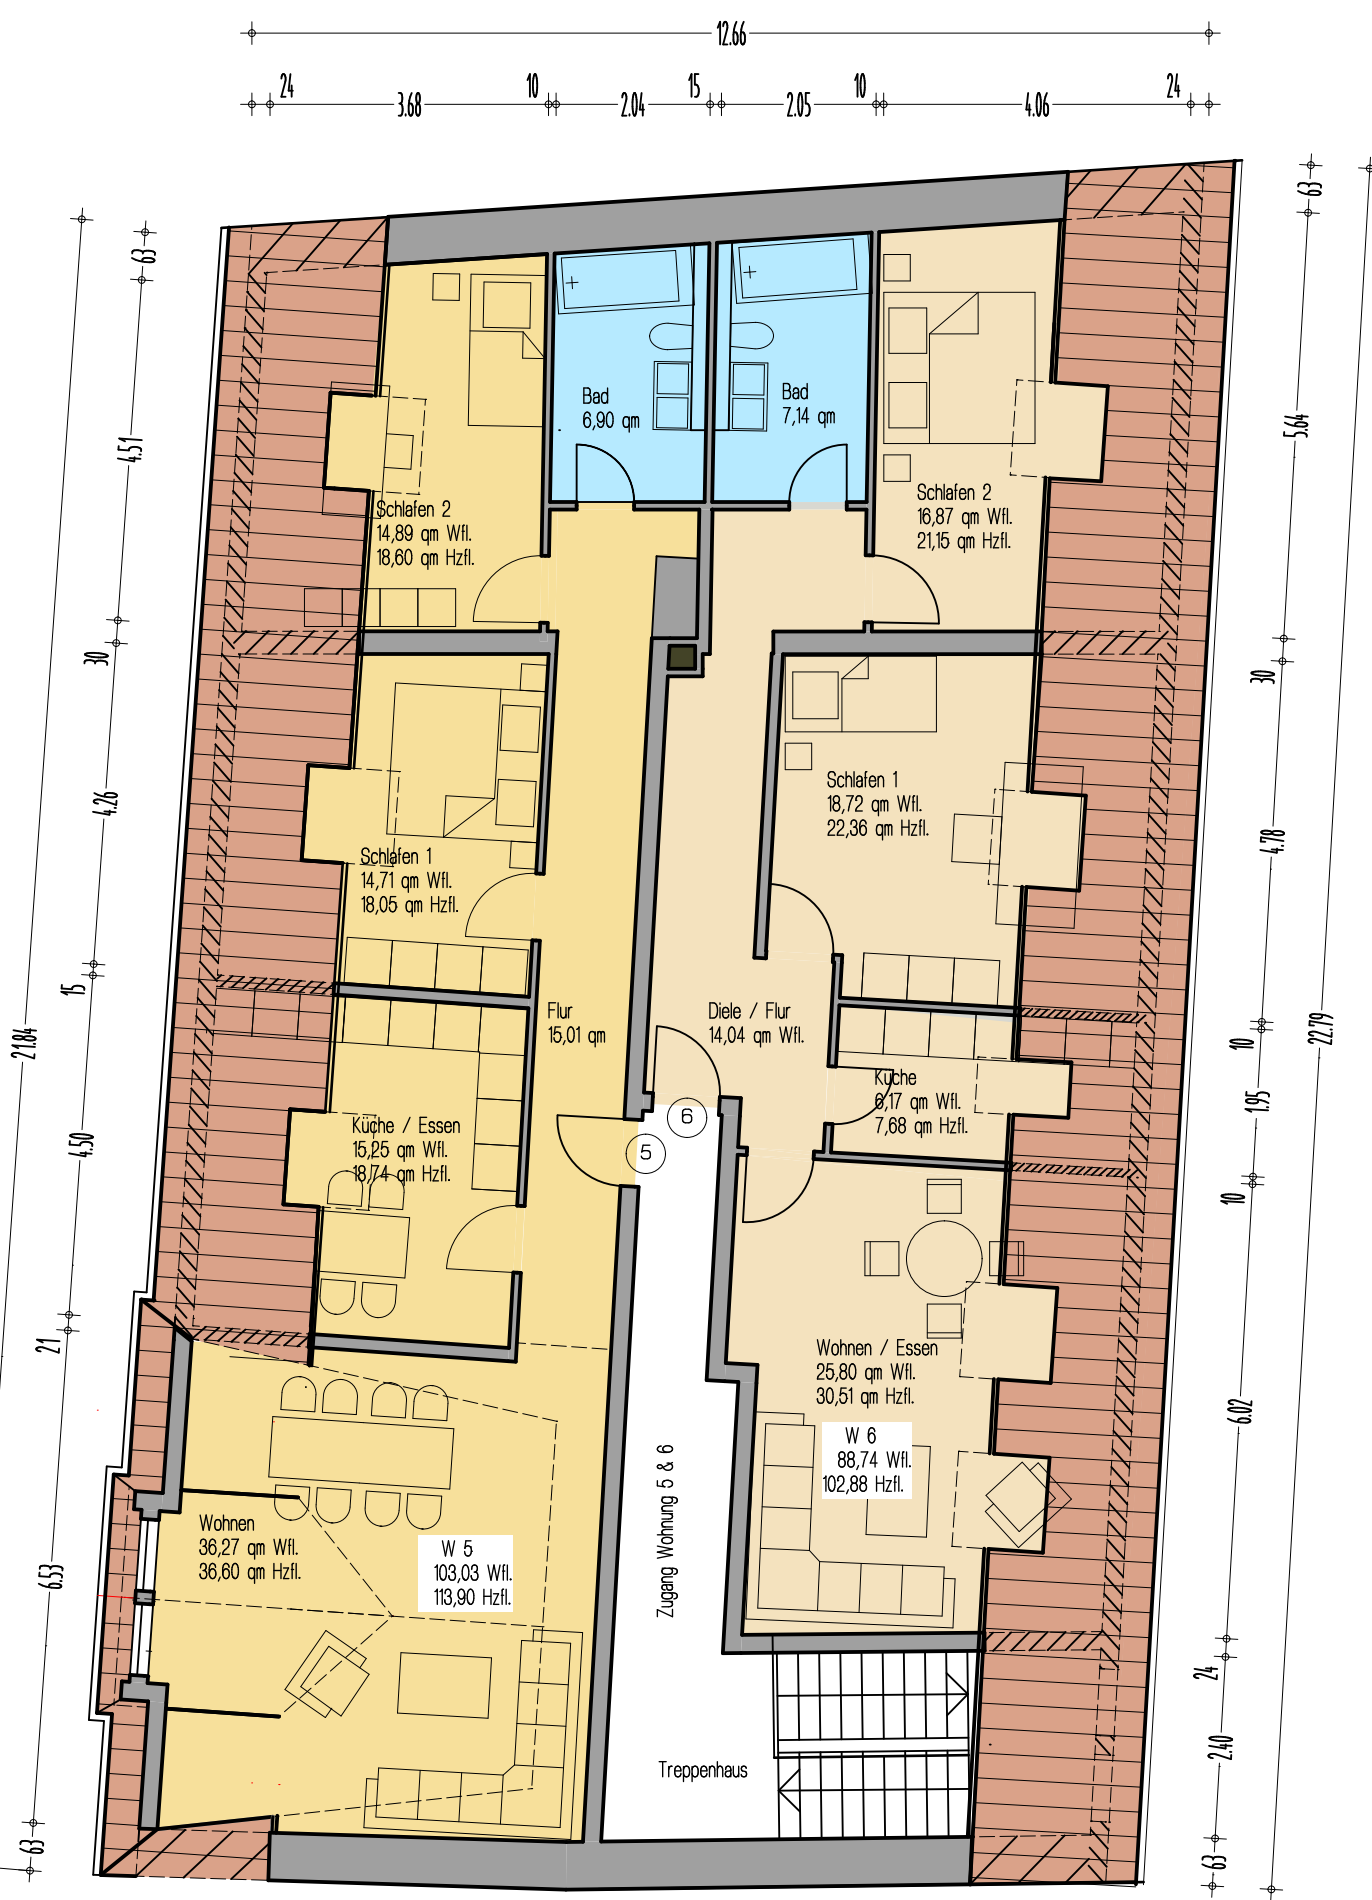 12.66
24 3.68 10 2.04 15 2.05 10 4.06 24
63
63
4.51
5.64
Bad
6,90 qm
Bad
7,14 qm
Schlafen 2
14,89 qm Wfl.
18,60 qm Hzfl.
Schlafen 2
16,87 qm Wfl.
21,15 qm Hzfl.
30
30
4.26
4.78
Schlafen 1
14,71 qm Wfl.
18,05 qm Hzfl.
Schlafen 1
18,72 qm Wfl.
22,36 qm Hzfl.
15
21.84
22.79
Flur
15,01 qm
Diele / Flur
14,04 qm Wfl.
10
1.95
10
4.50
Küche / Essen
15,25 qm Wfl.
18,74 qm Hzfl.
Küche
6,17 qm Wfl.
7,68 qm Hzfl.
6
5
21
6.02
Wohnen / Essen
25,80 qm Wfl.
30,51 qm Hzfl.
W 6
88,74 Wfl.
102,88 Hzfl.
Zugang Wohnung 5 & 6
Wohnen
36,27 qm Wfl.
36,60 qm Hzfl.
W 5
103,03 Wfl.
113,90 Hzfl.
6.53
24
2.40
Treppenhaus
63
63